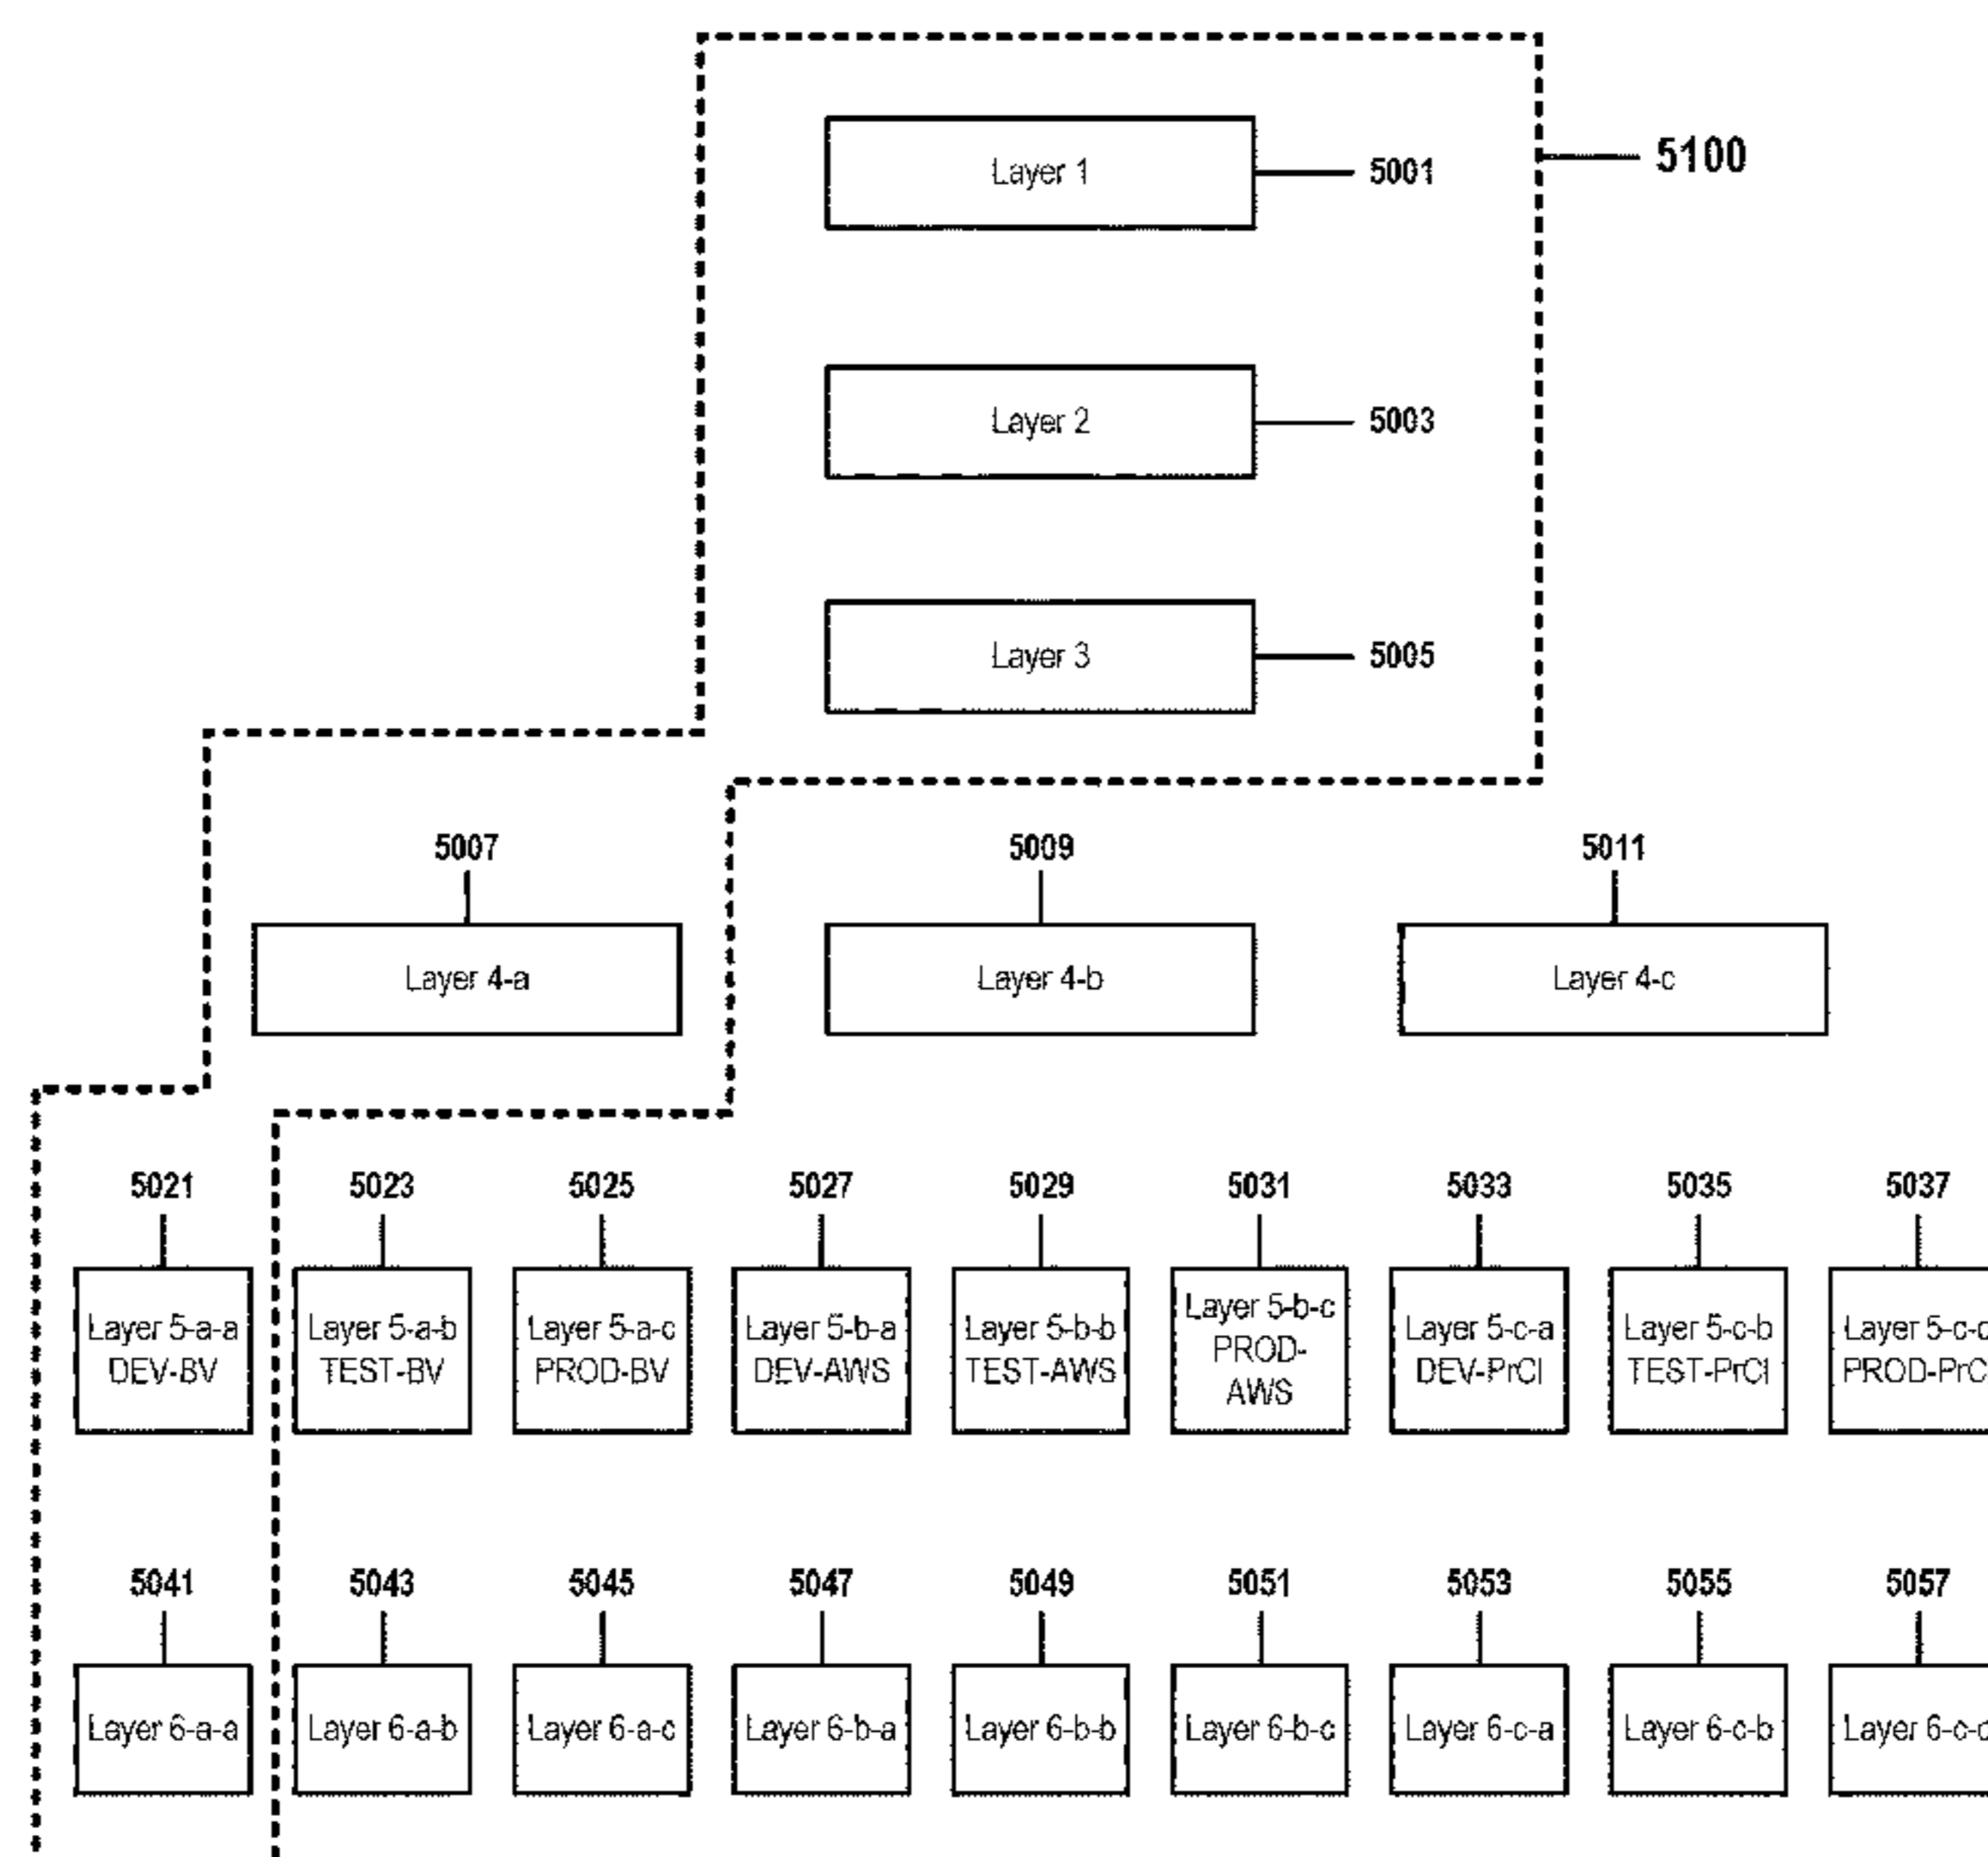 5100
Layer 1
5001
Layer 2
5003
Layer 3
5005
5007
5009
5011
Layer 4-a
Layer 4-b
Layer 4-c
5021
5023
5025
5027
5029
5031
5033
5035
5037
Layer 5-a-a
DEV-BV
Layer 5-a-b
TEST-BV
Layer 5-a-c
PROD-BV
Layer 5-b-a
DEV-AWS
Layer 5-b-b
TEST-AWS
Layer 5-b-c
PROD-
AWS
Layer 5-c-a
DEV-PrCl
Layer 5-c-b
TEST-PrCl
Layer
5041
5043
5045
5047
5049
5051
5053
5055
5057
Layer 6-a-a
Layer 6-a-b
Layer 6-a-c
Layer 6-b-a
Layer 6-b-b
Layer 6-b-c
Layer 6-c-a
Layer 6-c-b
Layer